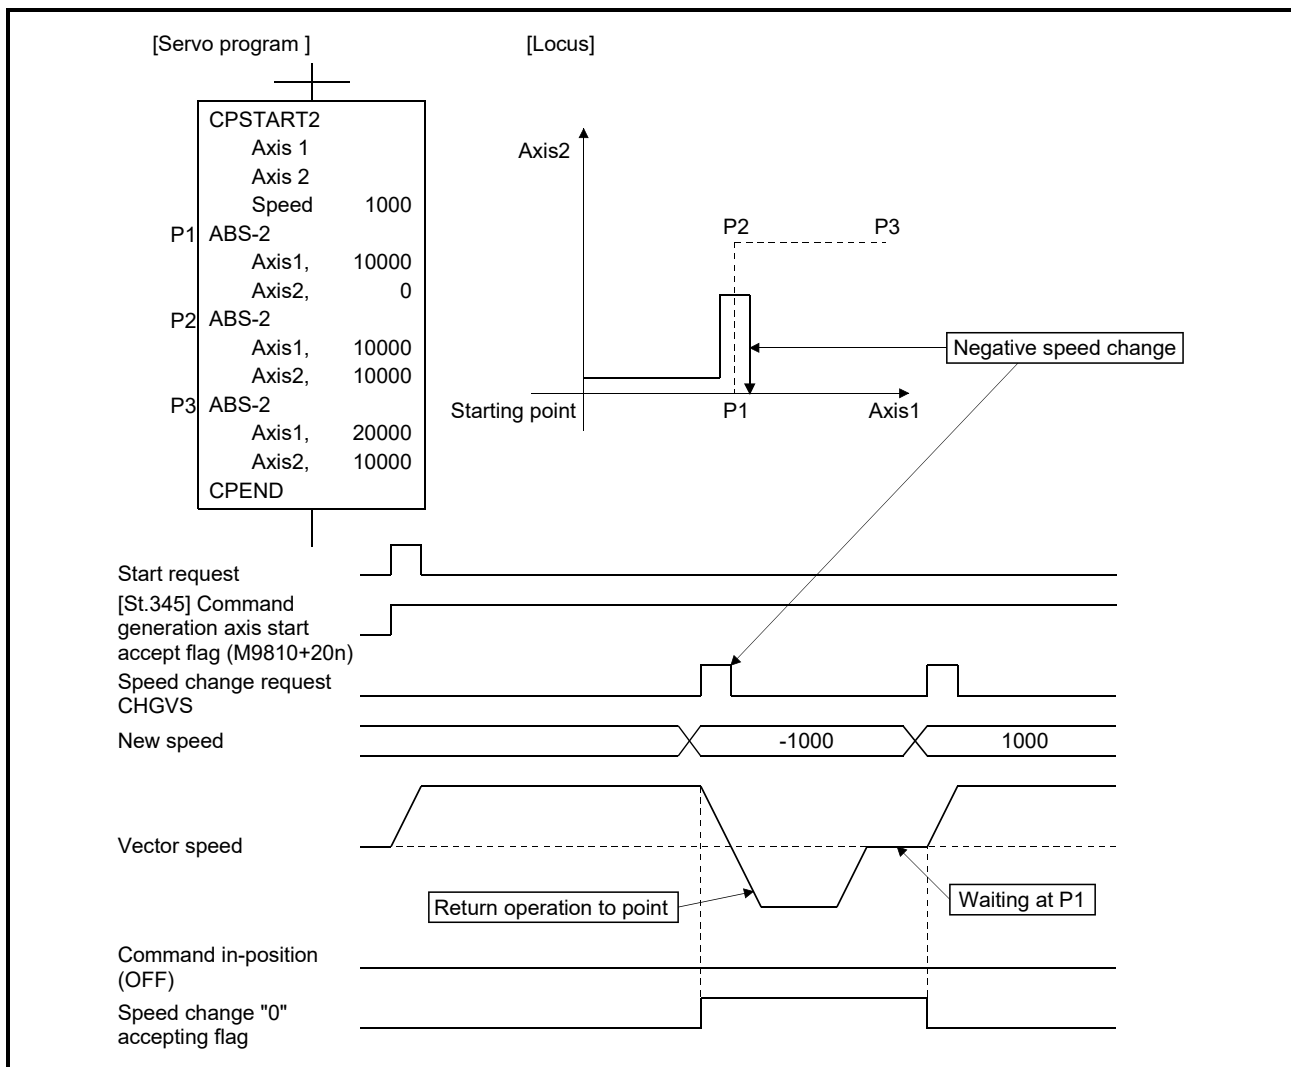 [Servo program ]
[Locus]
CPSTART2
Axis 1
Axis 2
Speed 1000
P1 ABS-2
Axis1, 10000
Axis2, 0
P2 ABS-2
Axis1, 10000
Axis2, 10000
P3 ABS-2
Axis1, 20000
Axis2, 10000
CPEND
Axis2
P2 P3
Negative speed change
Starting point P1 Axis1
Start request
[St.345] Command
generation axis start
accept flag (M9810+20n)
Speed change request
CHGVS
New speed -1000 1000
Vector speed
Return operation to point
Waiting at P1
Command in-position
(OFF)
Speed change "0"
accepting flag